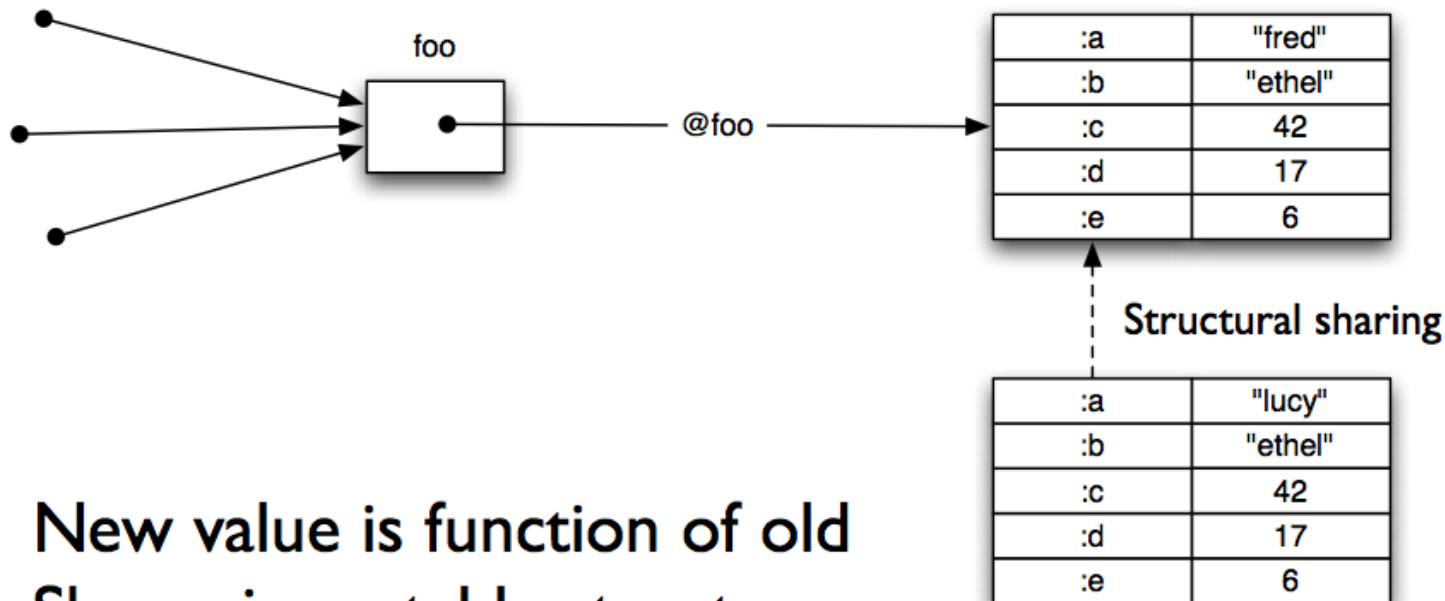 foo
@foo
:a "fred"
:b "ethel"
:c 42
:d 17
:e 6
Structural sharing
:a "lucy"
:b "ethel"
:c 42
:d 17
:e 6
New value is function of old